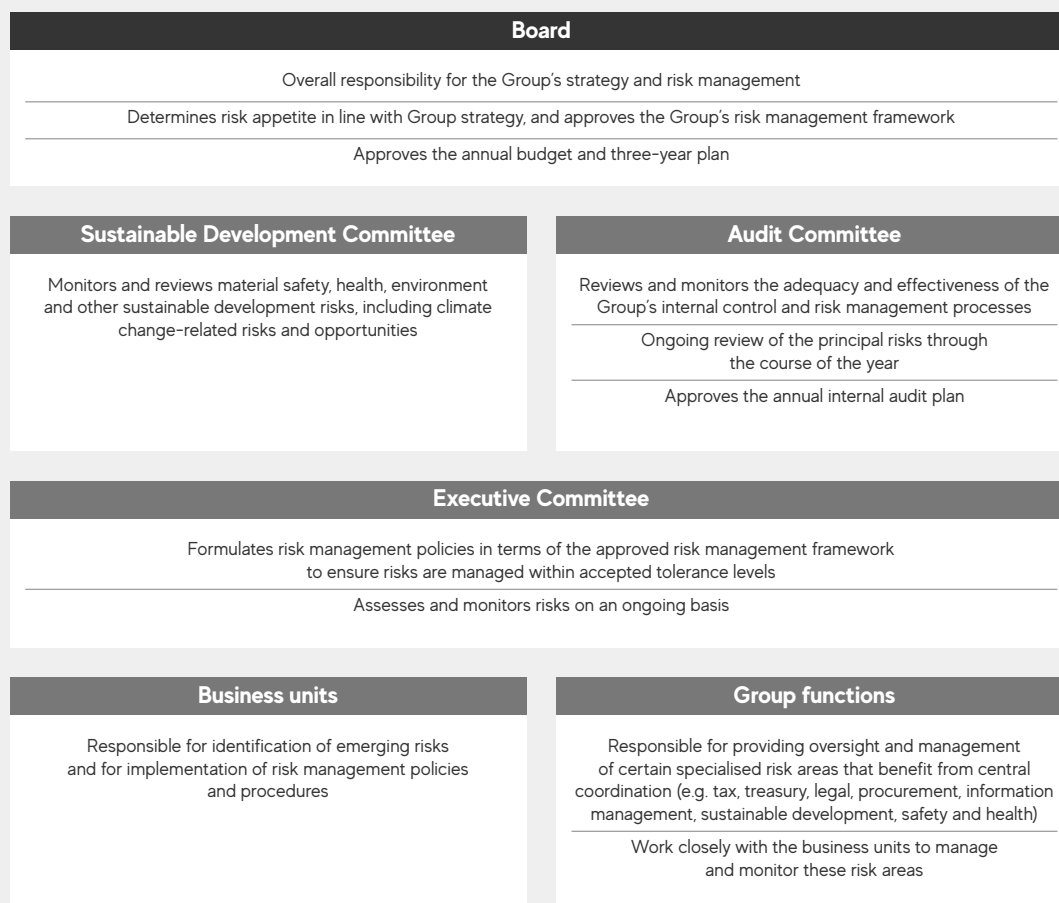 Board
Overall responsibility for the Group's strategy and risk management
Determines risk appetite in line with Group strategy, and approves the Group's risk management framework
Approves the annual budget and three-year plan
Sustainable Development Committee
Monitors and reviews material safety, health, environment
and other sustainable development risks, including climate
change-related risks and opportunities
Audit Committee
Reviews and monitors the adequacy and effectiveness of the
Group's internal control and risk management processes
Ongoing review of the principal risks through
the course of the year
Approves the annual internal audit plan
Executive Committee
Formulates risk management policies in terms of the approved risk management framework
to ensure risks are managed within accepted tolerance levels
Assesses and monitors risks on an ongoing basis
Business units
Responsible for identification of emerging risks
and for implementation of risk management policies
and procedures
Group functions
Responsible for providing oversight and management
of certain specialised risk areas that benefit from central
coordination (e.g. tax, treasury, legal, procurement, information
management, sustainable development, safety and health)
Work closely with the business units to manage
and monitor these risk areas